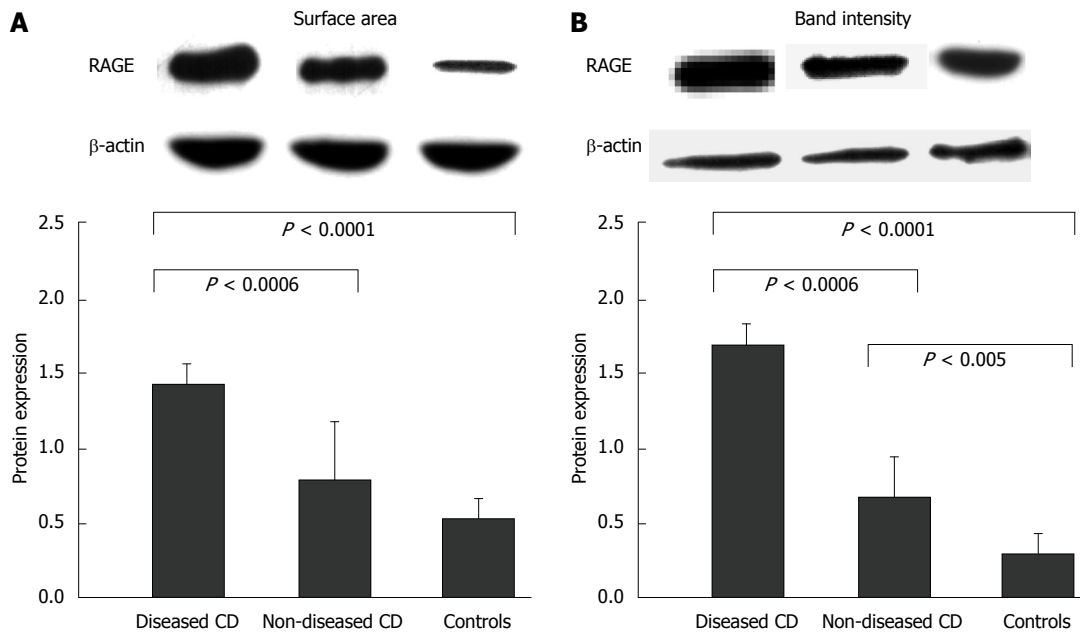 A
Surface area
RAGE
β-actin
2.5
2.0
1.5
1.0
0.5
0.0
Protein expression
P < 0.0001
P < 0.0006
Diseased CD
Non-diseased CD
Controls
B
Band intensity
RAGE
β-actin
2.5
2.0
1.5
1.0
0.5
0.0
Protein expression
P < 0.0001
P < 0.0006
P < 0.005
Diseased CD
Non-diseased CD
Controls